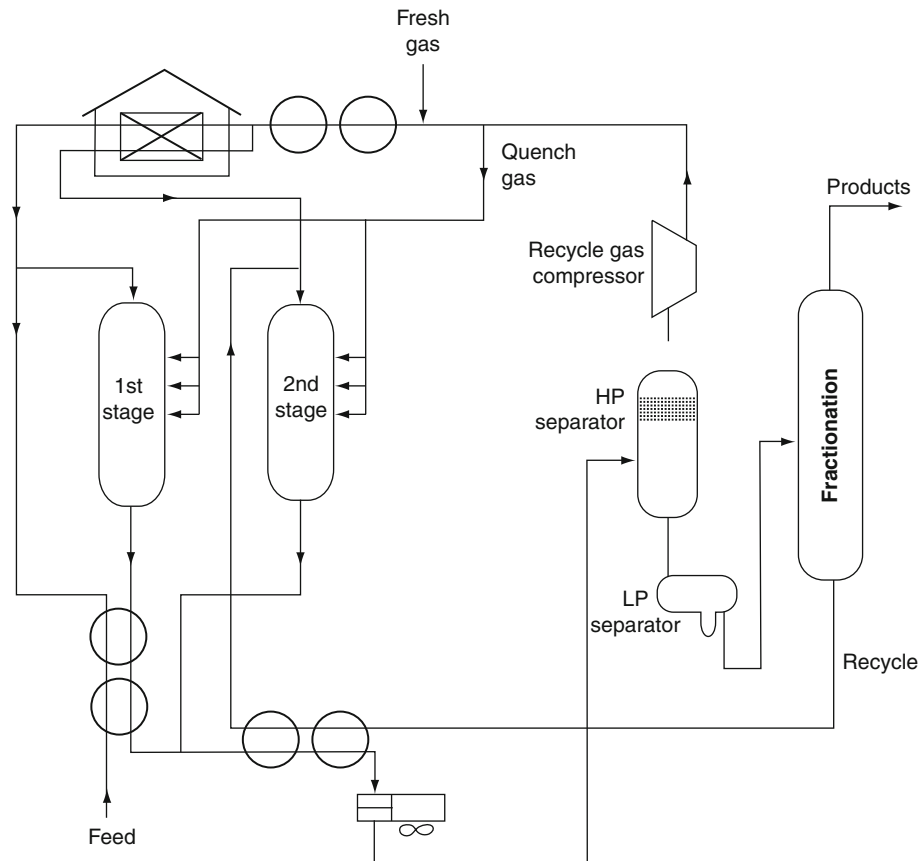 Fresh
gas
Quench
gas
Products
Recycle gas
compressor
1st
stage
2nd
stage
HP
separator
Fractionation
LP
separator
Recycle
Feed